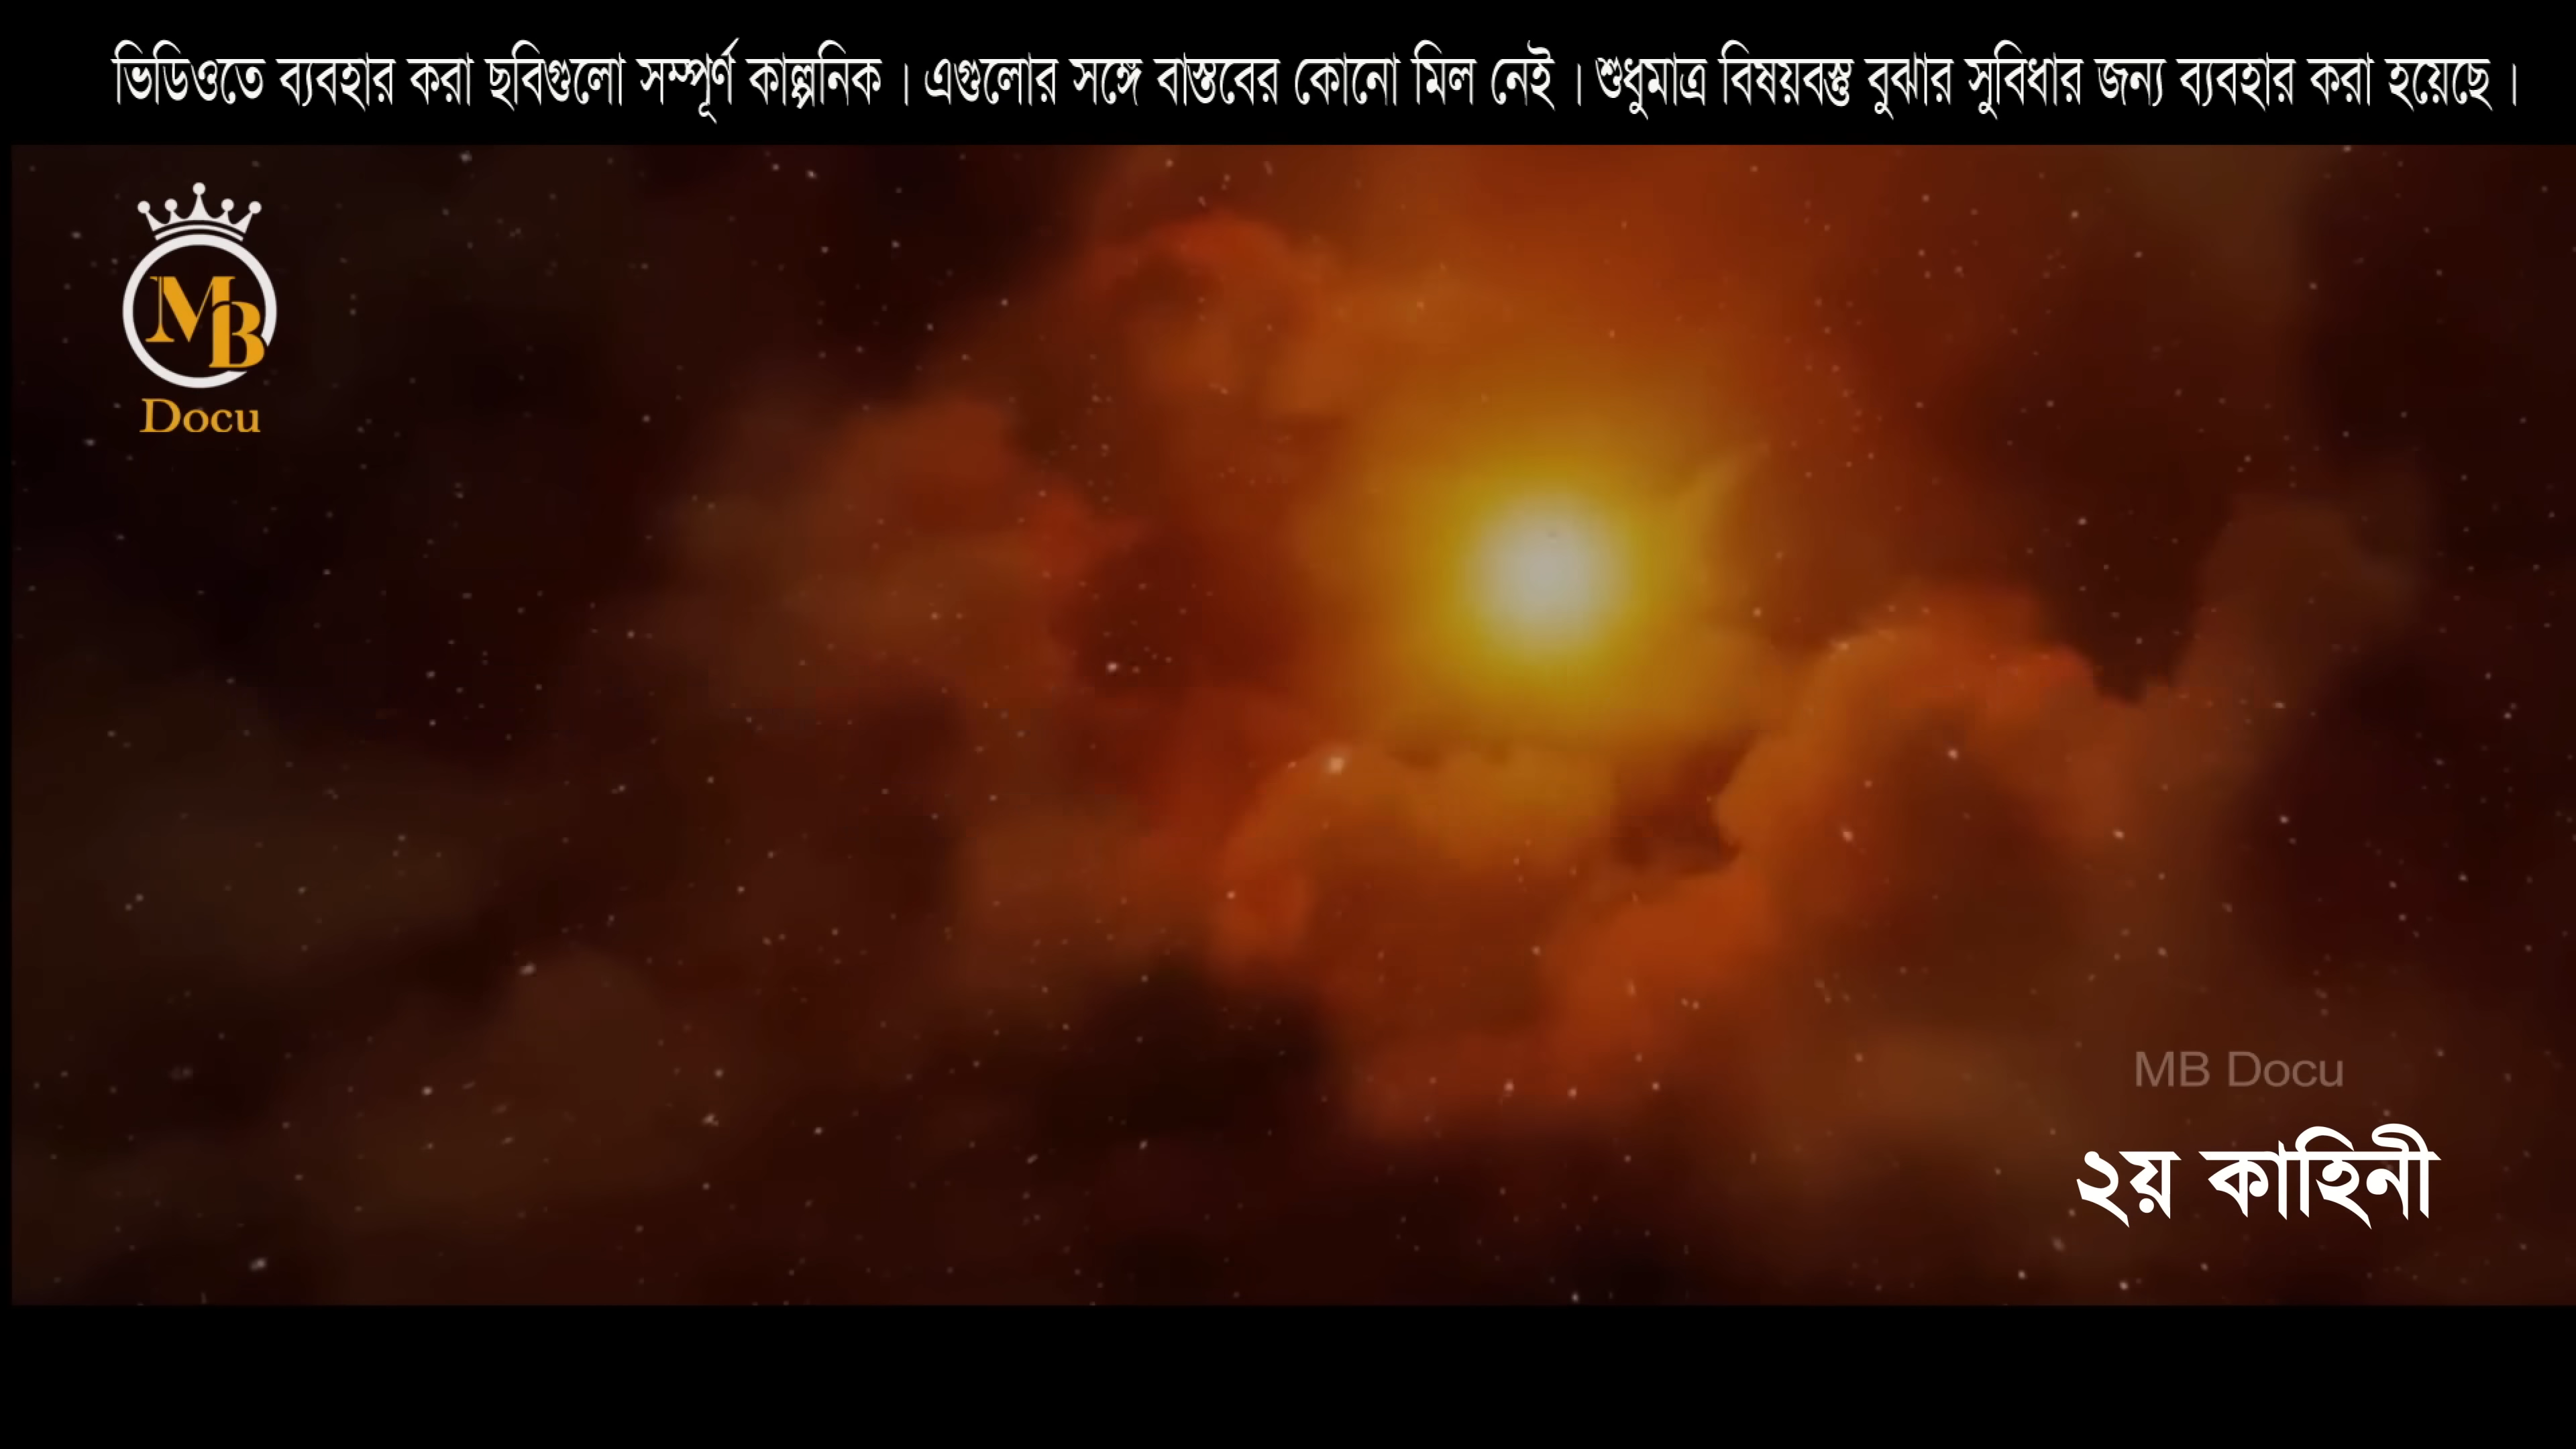 ভিডিওতে ব্যবহার করা ছবিগুলো সম্পূর্ণ কাল্পনিক । এগুলোর সঙ্গে বাস্তবের কোনো মিল নেই । শুধুমাত্র বিষয়বস্তু বুঝার সুবিধার জন্য ব্যবহার করা হয়েছে ।
MB
Docu
MB Docu
২য় কাহিনী